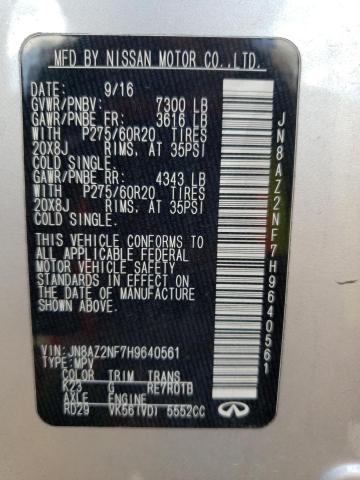 MFD BY NISSAN MOTOR CO.,LTD.
DATE: 9/16
GVWR/PNBV: 7300 LB
GAWR/PNBE FR: 3616 LB
WITH P275/60R20 TIRES
20X8J RIMS, AT 35PSI
COLD SINGLE.
GAWR/PNBE RR: 4343 LB
WITH P275/60R20 TIRES
20X8J RIMS, AT 35PSI
COLD SINGLE.
THIS VEHICLE CONFORMS TO
ALL APPLICABLE FEDERAL
MOTOR VEHICLE SAFETY
STANDARDS IN EFFECT ON
THE DATE OF MANUFACTURE
SHOWN ABOVE.
VIN: JN8AZ2NF7H9640561
TYPE: MPV
COLOR TRIM TRANS
K23 G RE7R01B
AXLE ENGINE
RD29 VK56(VD) 5552CC
INFINITI
JN8AZ2NF7H9640561